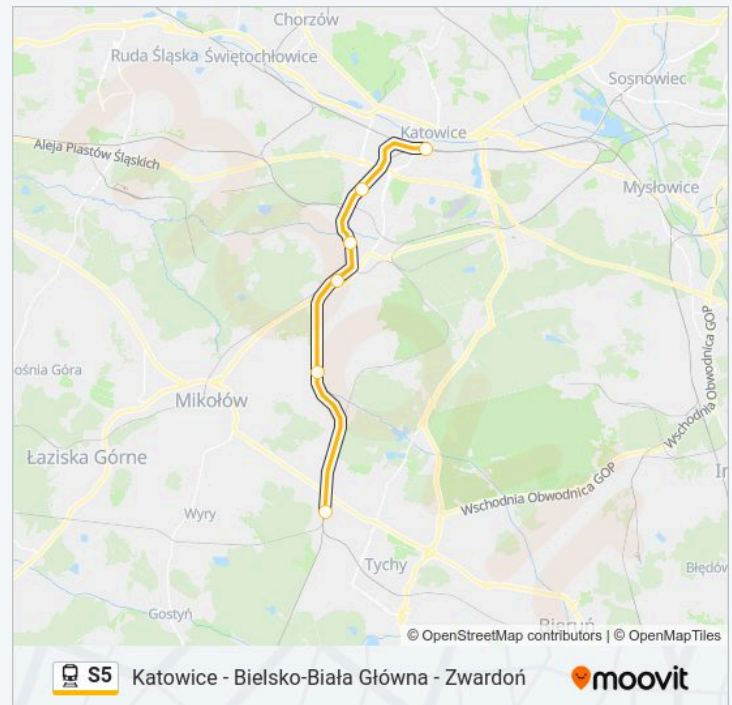 Chorzów
Ruda Śląska Świętochłowice
Sosnowiec
Katowice
Aleja Piastów Śląskich
Mysłowice
ośnia Góra
Mikołów
Wschodnia Obwodnica GOP
Łaziska Górne
Wschodnia Obwodnica GOP
Wyry
Tychy
Błędów
Gostyń
Bieruń
© OpenStreetMap contributors | © OpenMapTiles
S5 Katowice - Bielsko-Biała Główna - Zwardoń moovit